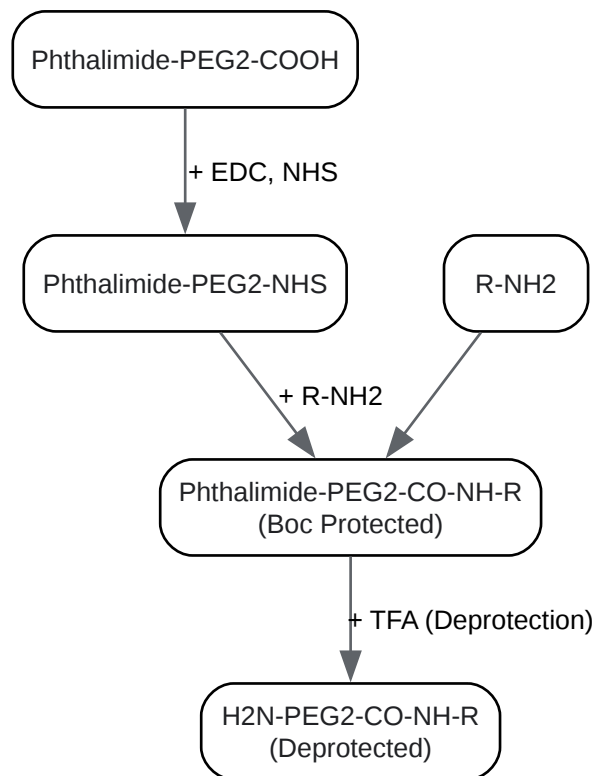 Phthalimide-PEG2-COOH
+ EDC, NHS
Phthalimide-PEG2-NHS
R-NH2
+ R-NH2
Phthalimide-PEG2-CO-NH-R
(Boc Protected)
+ TFA (Deprotection)
H2N-PEG2-CO-NH-R
(Deprotected)